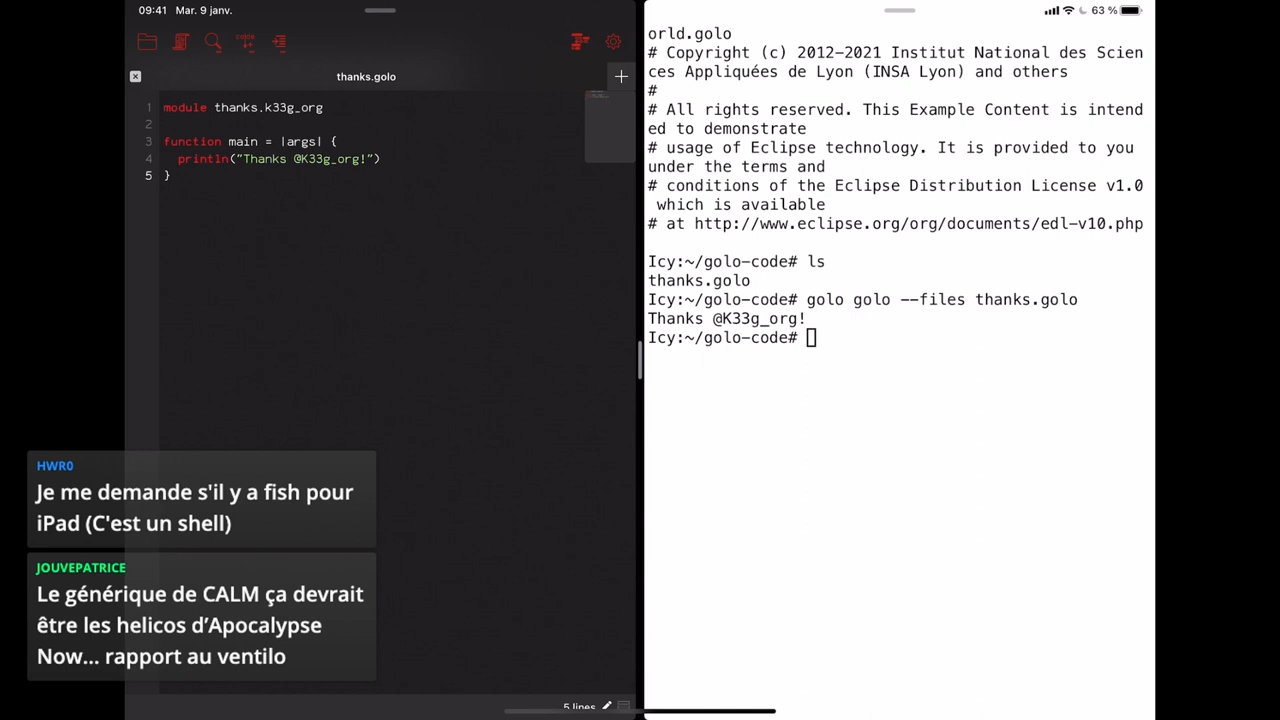 09:41 Mar. 9 janv.
63 %
thanks.golo
1 module thanks.k33g_org
2
3 function main = |args| {
4 println("Thanks @K33g_org!")
5 }
5 lines
orld.golo
# Copyright (c) 2012-2021 Institut National des Scien
ces Appliquées de Lyon (INSA Lyon) and others
#
# All rights reserved. This Example Content is intend
ed to demonstrate
# usage of Eclipse technology. It is provided to you
under the terms and
# conditions of the Eclipse Distribution License v1.0
which is available
# at http://www.eclipse.org/org/documents/edl-v10.php
Icy:~/golo-code# ls
thanks.golo
Icy:~/golo-code# golo golo --files thanks.golo
Thanks @K33g_org!
Icy:~/golo-code#
HWR0
Je me demande s'il y a fish pour
iPad (C'est un shell)
JOUVEPATRICE
Le générique de CALM ça devrait
être les helicos d’Apocalypse
Now... rapport au ventilo